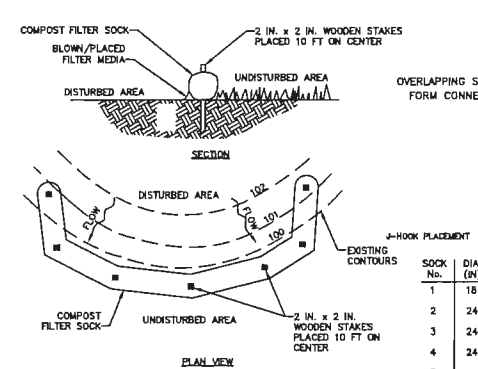 COMPOST FILTER SOCK
2 IN. x 2 IN. WOODEN STAKES
PLACED 10 FT ON CENTER
BLOWN/PLACED
FILTER MEDIA
DISTURBED AREA
UNDISTURBED AREA
OVERLAPPING S
FORM CONNE
SECTION
DISTURBED AREA
102
101
100
FLOW
FLOW
EXISTING
CONTOURS
J-HOOK PLACEMENT
SOCK DIA
No. (IN
1 18
2 24
3 24
4 24
COMPOST
FILTER SOCK
UNDISTURBED AREA
2 IN. x 2 IN.
WOODEN STAKES
PLACED 10 FT ON
CENTER
PLAN VIEW